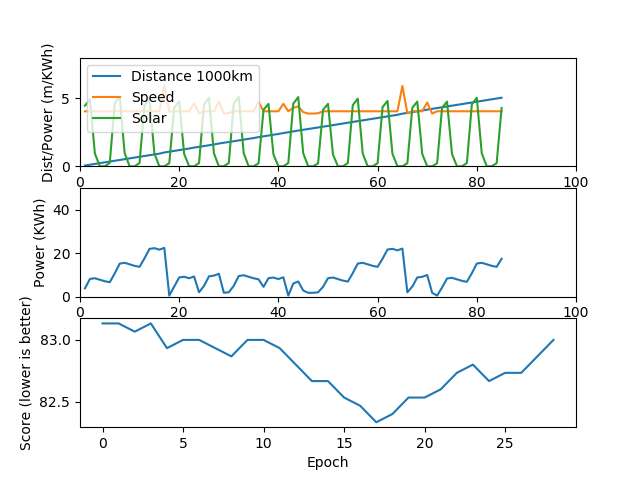 Dist/Power (m/KWh)
5
0
Distance 1000km
Speed
Solar
0 20 40 60 80 100
Power (KWh)
40
20
0
0 20 40 60 80 100
Score (lower is better)
83.0
82.5
0 5 10 15 20 25
Epoch